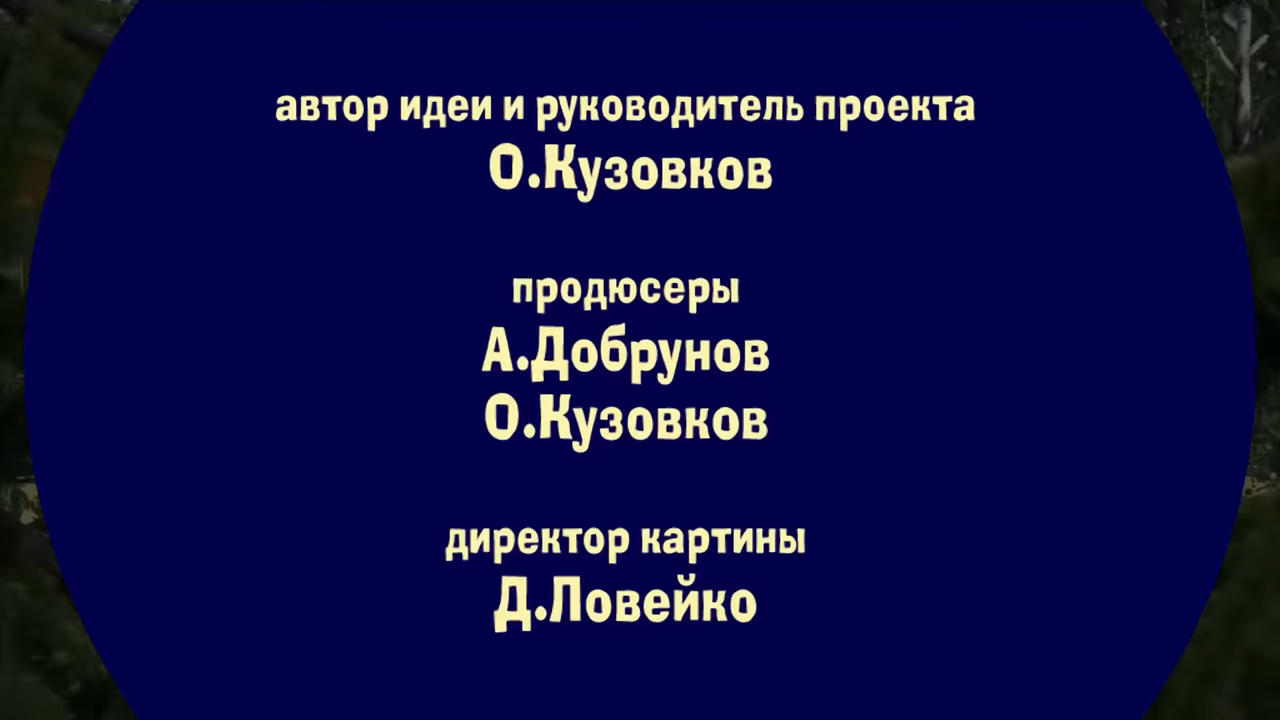 автор идеи и руководитель проекта
О.Кузовков
продюсеры
А.Добрунов
О.Кузовков
директор картины
Д.Ловейко